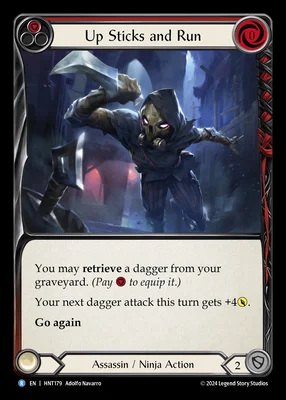 Up Sticks and Run
You may retrieve a dagger from your
graveyard. (Pay to equip it.)
Your next dagger attack this turn gets +4.
Go again
Assassin / Ninja Action
2
R EN | HNT179 Adolfo Navarro
© 2024 Legend Story Studios